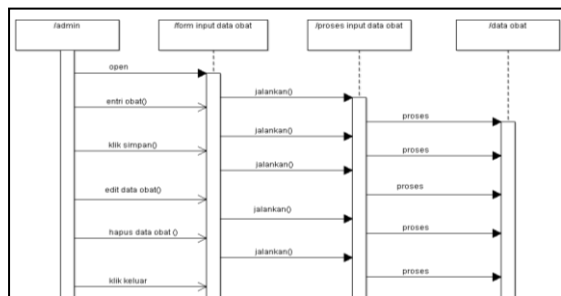 /admin
/form input data obat
/proses input data obat
/data obat
open
jalankan()
entri obat()
proses
jalankan()
klik simpan()
proses
jalankan()
edit data obat()
proses
jalankan()
hapus data obat ()
proses
jalankan()
klik keluar
proses